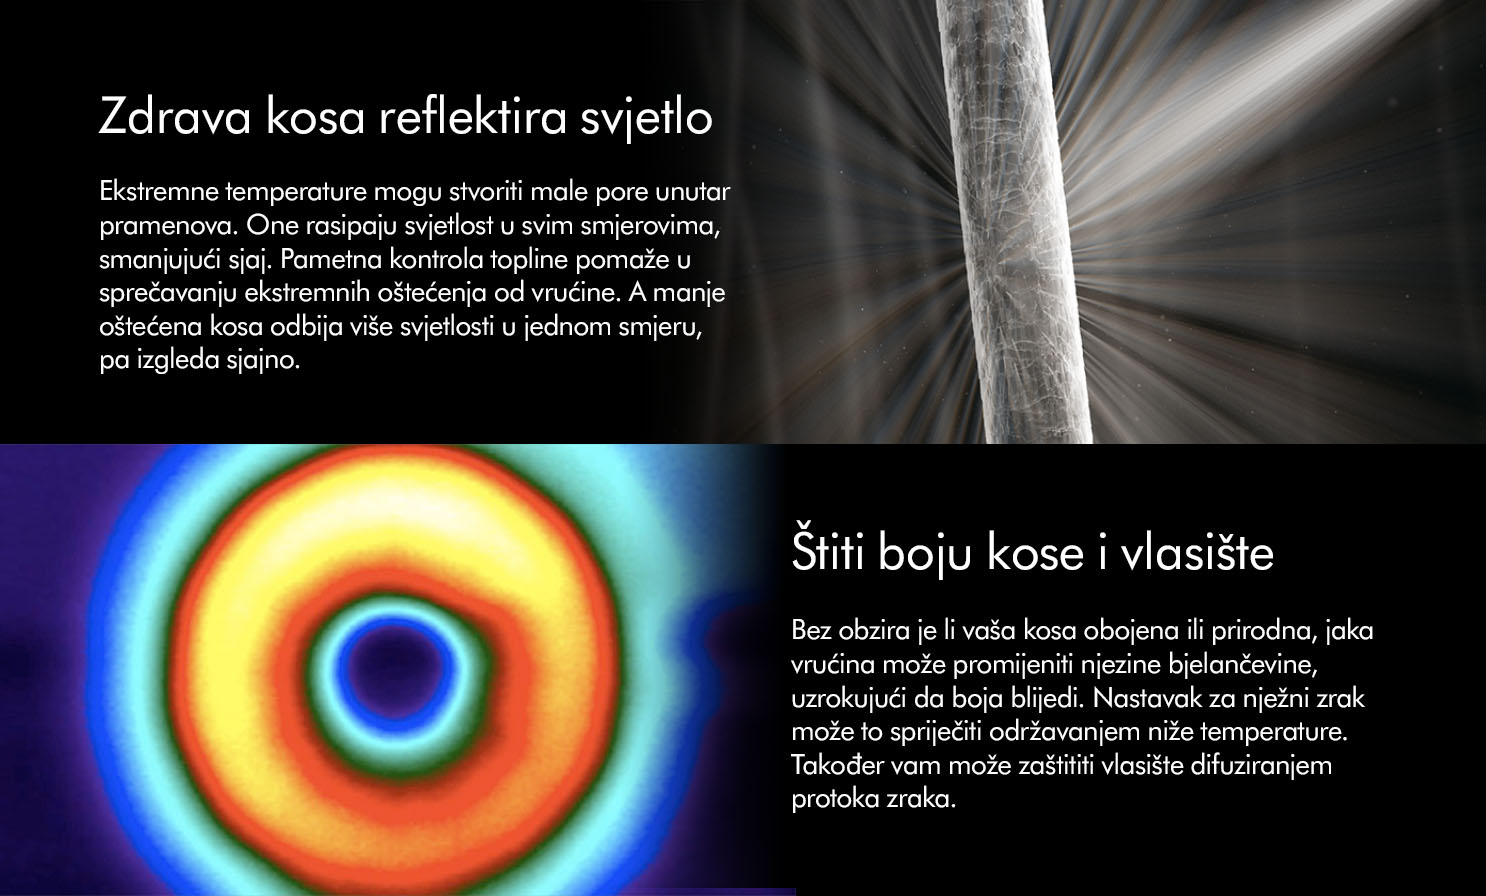 Zdrava kosa reflektira svjetlo
Ekstremne temperature mogu stvoriti male pore unutar
pramenova. One rasipaju svjetlost u svim smjerovima,
smanjujući sjaj. Pametna kontrola topline pomaže u
sprečavanju ekstremnih oštećenja od vrućine. A manje
oštećena kosa odbija više svjetlosti u jednom smjeru,
pa izgleda sjajno.
Štiti boju kose i vlasište
Bez obzira je li vaša kosa obojena ili prirodna, jaka
vrućina može promijeniti njezine bjelančevine,
uzrokujući da boja blijedi. Nastavak za nježni zrak
može to spriječiti održavanjem niže temperature.
Također vam može zaštititi vlasište difuziranjem
protoka zraka.